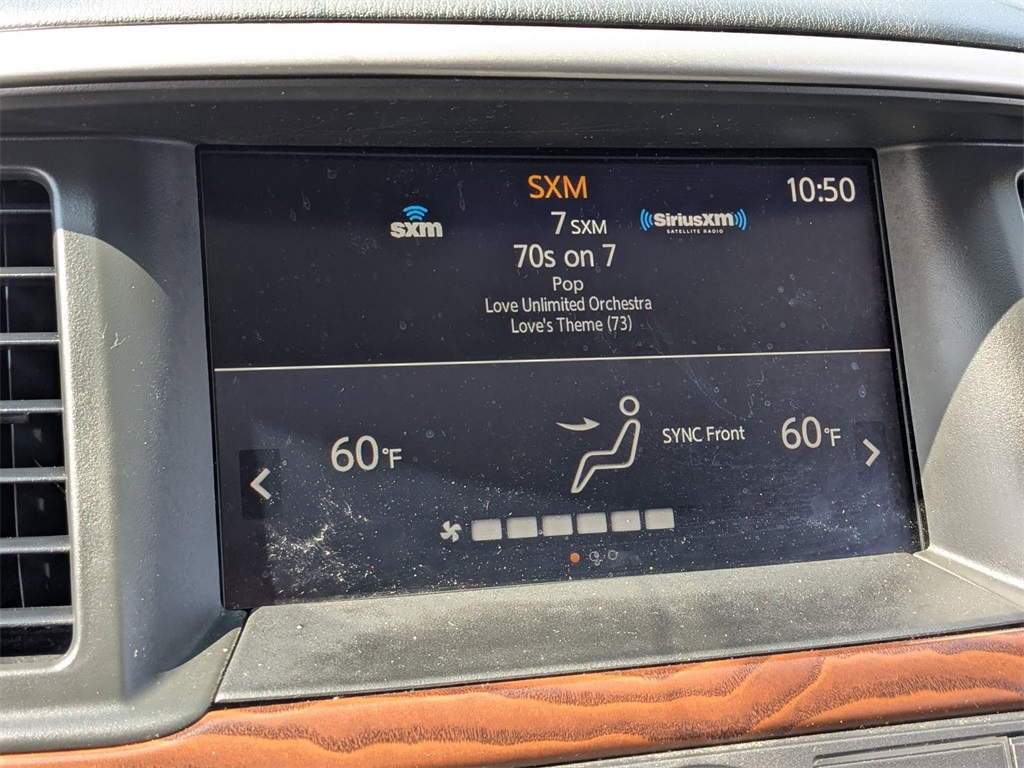 SXM
10:50
sxm
7 SXM
SiriusXM
SATELLITE RADIO
70s on 7
Pop
Love Unlimited Orchestra
Love's Theme (73)
60°F
SYNC Front
60°F